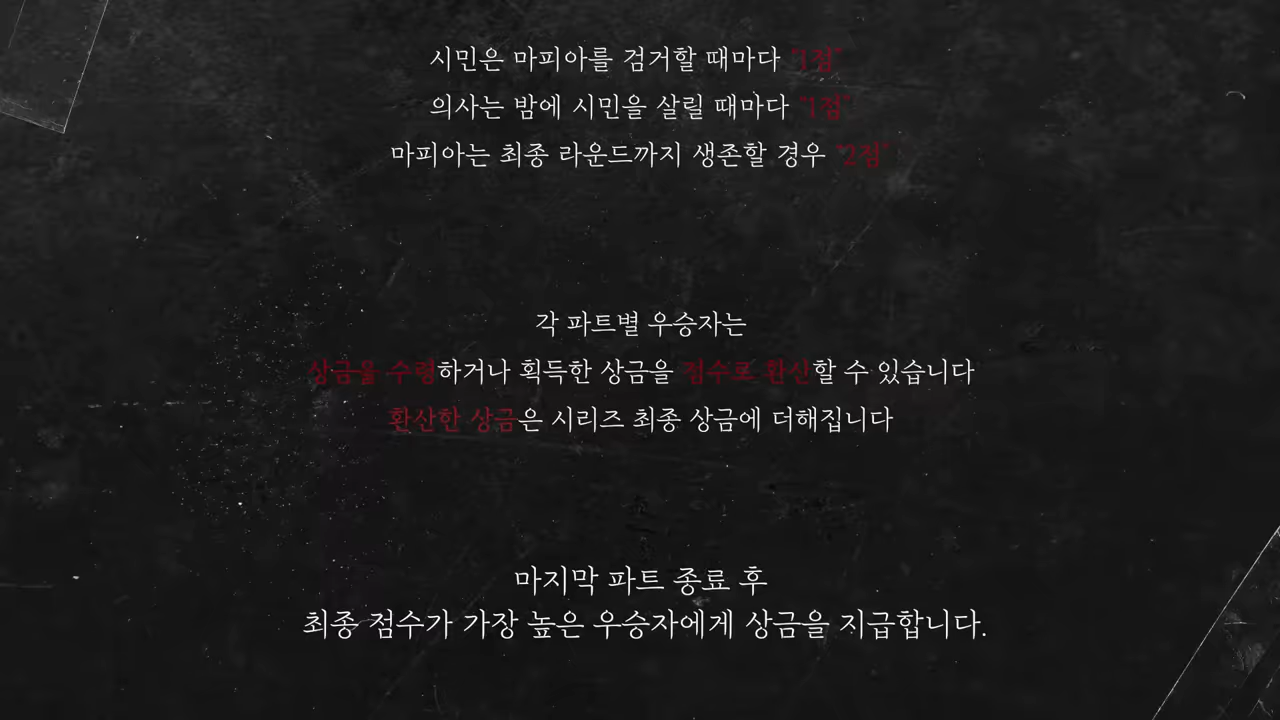 시민은 마피아를 검거할 때마다 "1점"
의사는 밤에 시민을 살릴 때마다 "1점"
마피아는 최종 라운드까지 생존할 경우 "2점"
각 파트별 우승자는
상금을 수령하거나 획득한 상금을 점수로 환산할 수 있습니다
환산한 상금은 시리즈 최종 상금에 더해집니다
마지막 파트 종료 후
최종 점수가 가장 높은 우승자에게 상금을 지급합니다.